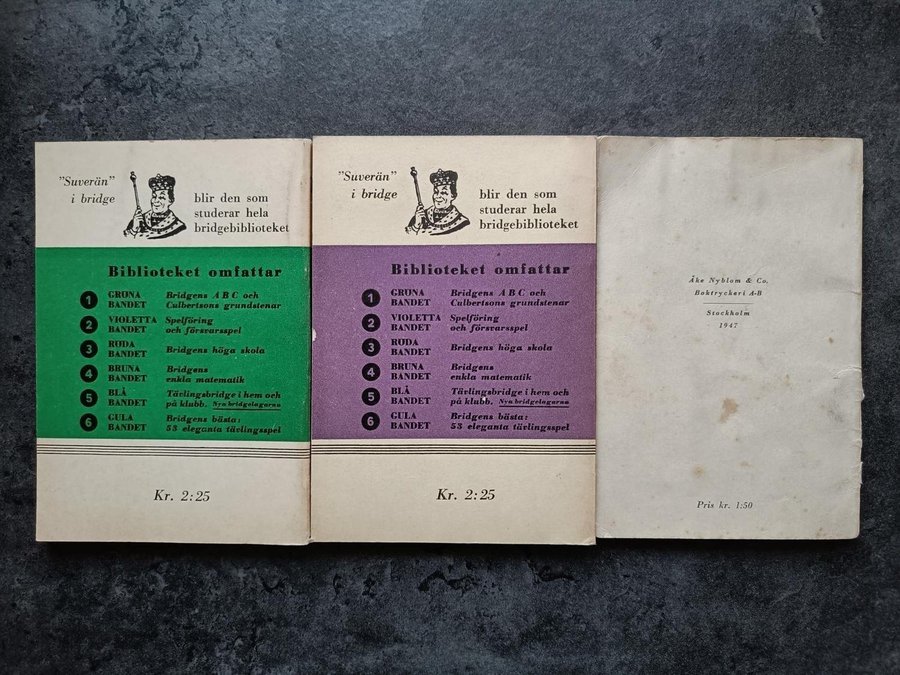 "Suverän"
i bridge
blir den som
studerar hela
bridgebiblioteket
Biblioteket omfattar
1 GRÖNA BANDET Bridgens ABC och
Culbertsons grundstenar
2 VIOLETTA BANDET Spelföring
och försvarsspel
3 RÖDA BANDET Bridgens höga skola
4 BRUNA BANDET Bridgens
enkla matematik
5 BLÅ BANDET Tävlingsbridge i hem och
på klubb. Nya bridgelagarna
6 GULA BANDET Bridgens bästa:
53 eleganta tävlingsspel
Kr. 2:25
"Suverän"
i bridge
blir den som
studerar hela
bridgebiblioteket
Biblioteket omfattar
1 GRÖNA BANDET Bridgens ABC och
Culbertsons grundstenar
2 VIOLETTA BANDET Spelföring
och försvarsspel
3 RÖDA BANDET Bridgens höga skola
4 BRUNA BANDET Bridgens
enkla matematik
5 BLÅ BANDET Tävlingsbridge i hem och
på klubb. Nya bridgelagarna
6 GULA BANDET Bridgens bästa:
53 eleganta tävlingsspel
Kr. 2:25
Åke Nyblom & Co.
Boktryckeri A-B
Stockholm
1947
Pris kr. 1:50